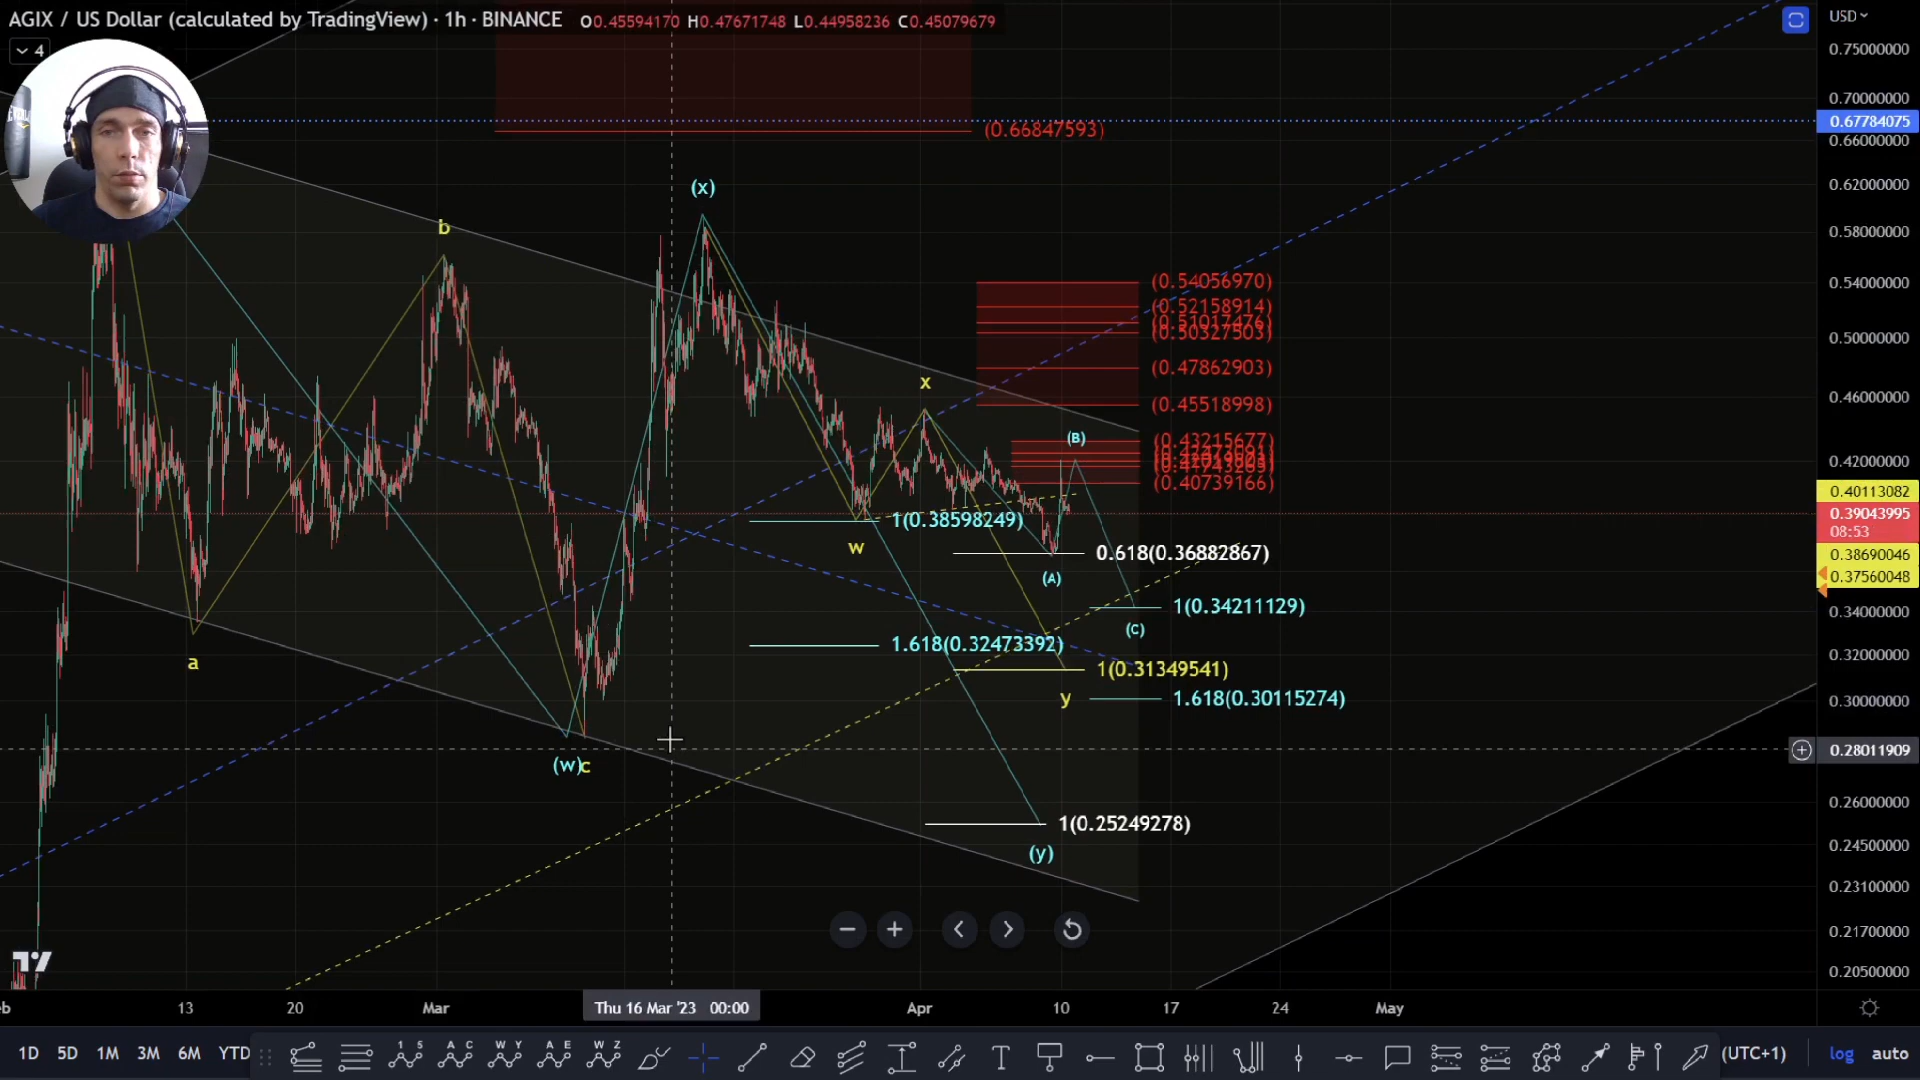 AGIX / US Dollar (calculated by TradingView) · 1h · BINANCE O0.45594170 H0.47671748 L0.44958236 C0.45079679
USD
4
0.75000000
0.70000000
0.67784075
(0.66847593)
0.66000000
(x)
0.62000000
b
0.58000000
(0.54056970)
0.54000000
(0.52158914)
(0.50327503)
0.50000000
(0.47862903)
x
0.46000000
(0.45518998)
(0.43215677)
(B)
0.42000000
(0.40739166)
0.40113082
0.39043995
08:53
1(0.38598249)
w
0.618(0.36882867)
0.38690046
(A)
0.37560048
1(0.34211129)
0.34000000
(C)
1.618(0.32473392)
0.32000000
a
1(0.31349541)
y
1.618(0.30115274)
0.30000000
0.28011909
(w)c
0.26000000
1(0.25249278)
0.24500000
(y)
0.23100000
0.21700000
0.20500000
13 20 Mar Thu 16 Mar '23 00:00 Apr 10 17 24 May
1D 5D 1M 3M 6M YTD
1 5
A C
W Y
A E
W Z
T
(UTC+1)
log auto